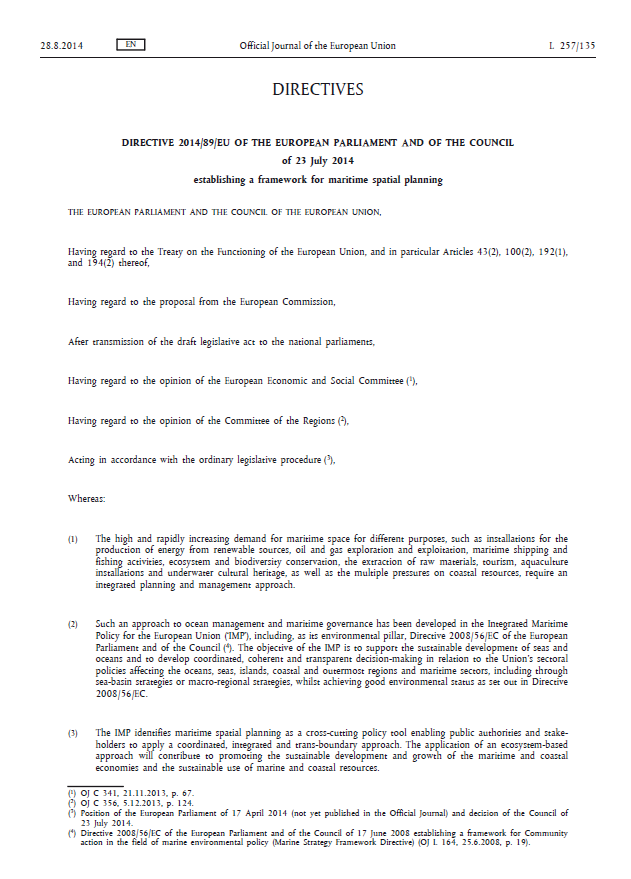 28.8.2014 EN Official Journal of the European Union L 257/135
DIRECTIVES
DIRECTIVE 2014/89/EU OF THE EUROPEAN PARLIAMENT AND OF THE COUNCIL
of 23 July 2014
establishing a framework for maritime spatial planning
THE EUROPEAN PARLIAMENT AND THE COUNCIL OF THE EUROPEAN UNION,
Having regard to the Treaty on the Functioning of the European Union, and in particular Articles 43(2), 100(2), 192(1),
and 194(2) thereof,
Having regard to the proposal from the European Commission,
After transmission of the draft legislative act to the national parliaments,
Having regard to the opinion of the European Economic and Social Committee (1),
Having regard to the opinion of the Committee of the Regions (2),
Acting in accordance with the ordinary legislative procedure (3),
Whereas:
(1) The high and rapidly increasing demand for maritime space for different purposes, such as installations for the
production of energy from renewable sources, oil and gas exploration and exploitation, maritime shipping and
fishing activities, ecosystem and biodiversity conservation, the extraction of raw materials, tourism, aquaculture
installations and underwater cultural heritage, as well as the multiple pressures on coastal resources, require an
integrated planning and management approach.
(2) Such an approach to ocean management and maritime governance has been developed in the Integrated Maritime
Policy for the European Union ('IMP'), including, as its environmental pillar, Directive 2008/56/EC of the European
Parliament and of the Council (4). The objective of the IMP is to support the sustainable development of seas and
oceans and to develop coordinated, coherent and transparent decision-making in relation to the Union's sectoral
policies affecting the oceans, seas, islands, coastal and outermost regions and maritime sectors, including through
sea-basin strategies or macro-regional strategies, whilst achieving good environmental status as set out in Directive
2008/56/EC.
(3) The IMP identifies maritime spatial planning as a cross-cutting policy tool enabling public authorities and stake-
holders to apply a coordinated, integrated and trans-boundary approach. The application of an ecosystem-based
approach will contribute to promoting the sustainable development and growth of the maritime and coastal
economies and the sustainable use of marine and coastal resources.
(1) OJ C 341, 21.11.2013, p. 67.
(2) OJ C 356, 5.12.2013, p. 124.
(3) Position of the European Parliament of 17 April 2014 (not yet published in the Official Journal) and decision of the Council of
23 July 2014.
(4) Directive 2008/56/EC of the European Parliament and of the Council of 17 June 2008 establishing a framework for Community
action in the field of marine environmental policy (Marine Strategy Framework Directive) (OJ L 164, 25.6.2008, p. 19).